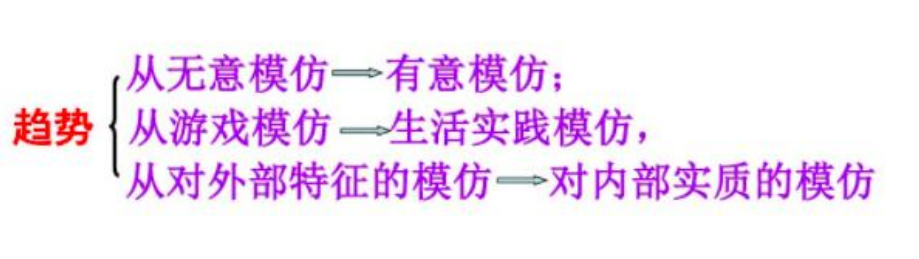 趋势
从无意模仿→有意模仿；
从游戏模仿→生活实践模仿，
从对外部特征的模仿→对内部实质的模仿